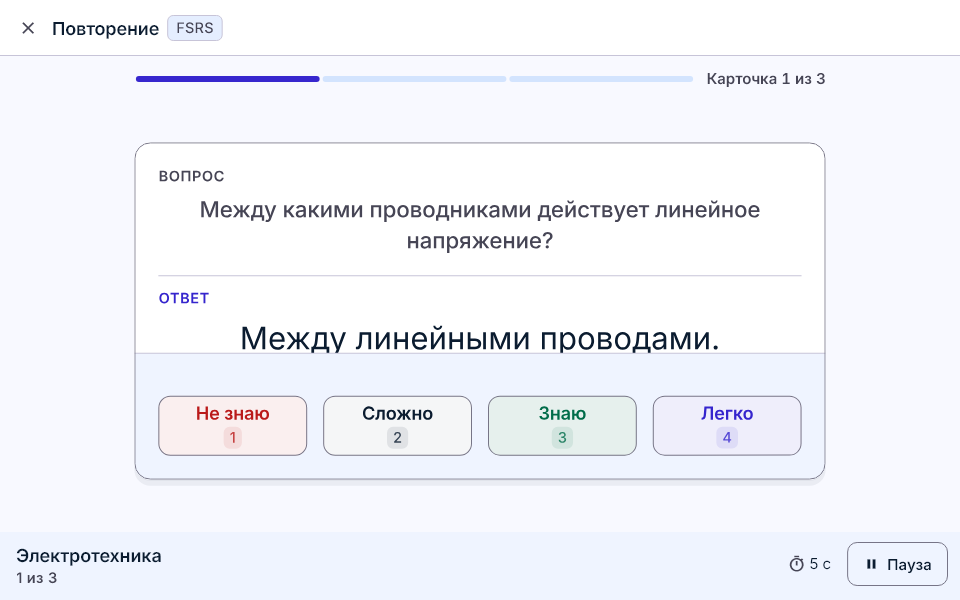 Повторение FSRS
Карточка 1 из 3
ВОПРОС
Между какими проводниками действует линейное
напряжение?
ОТВЕТ
Между линейными проводами.
Не знаю Сложно Знаю Легко
1 2 3 4
Электротехника
1 из 3
5 с
Пауза